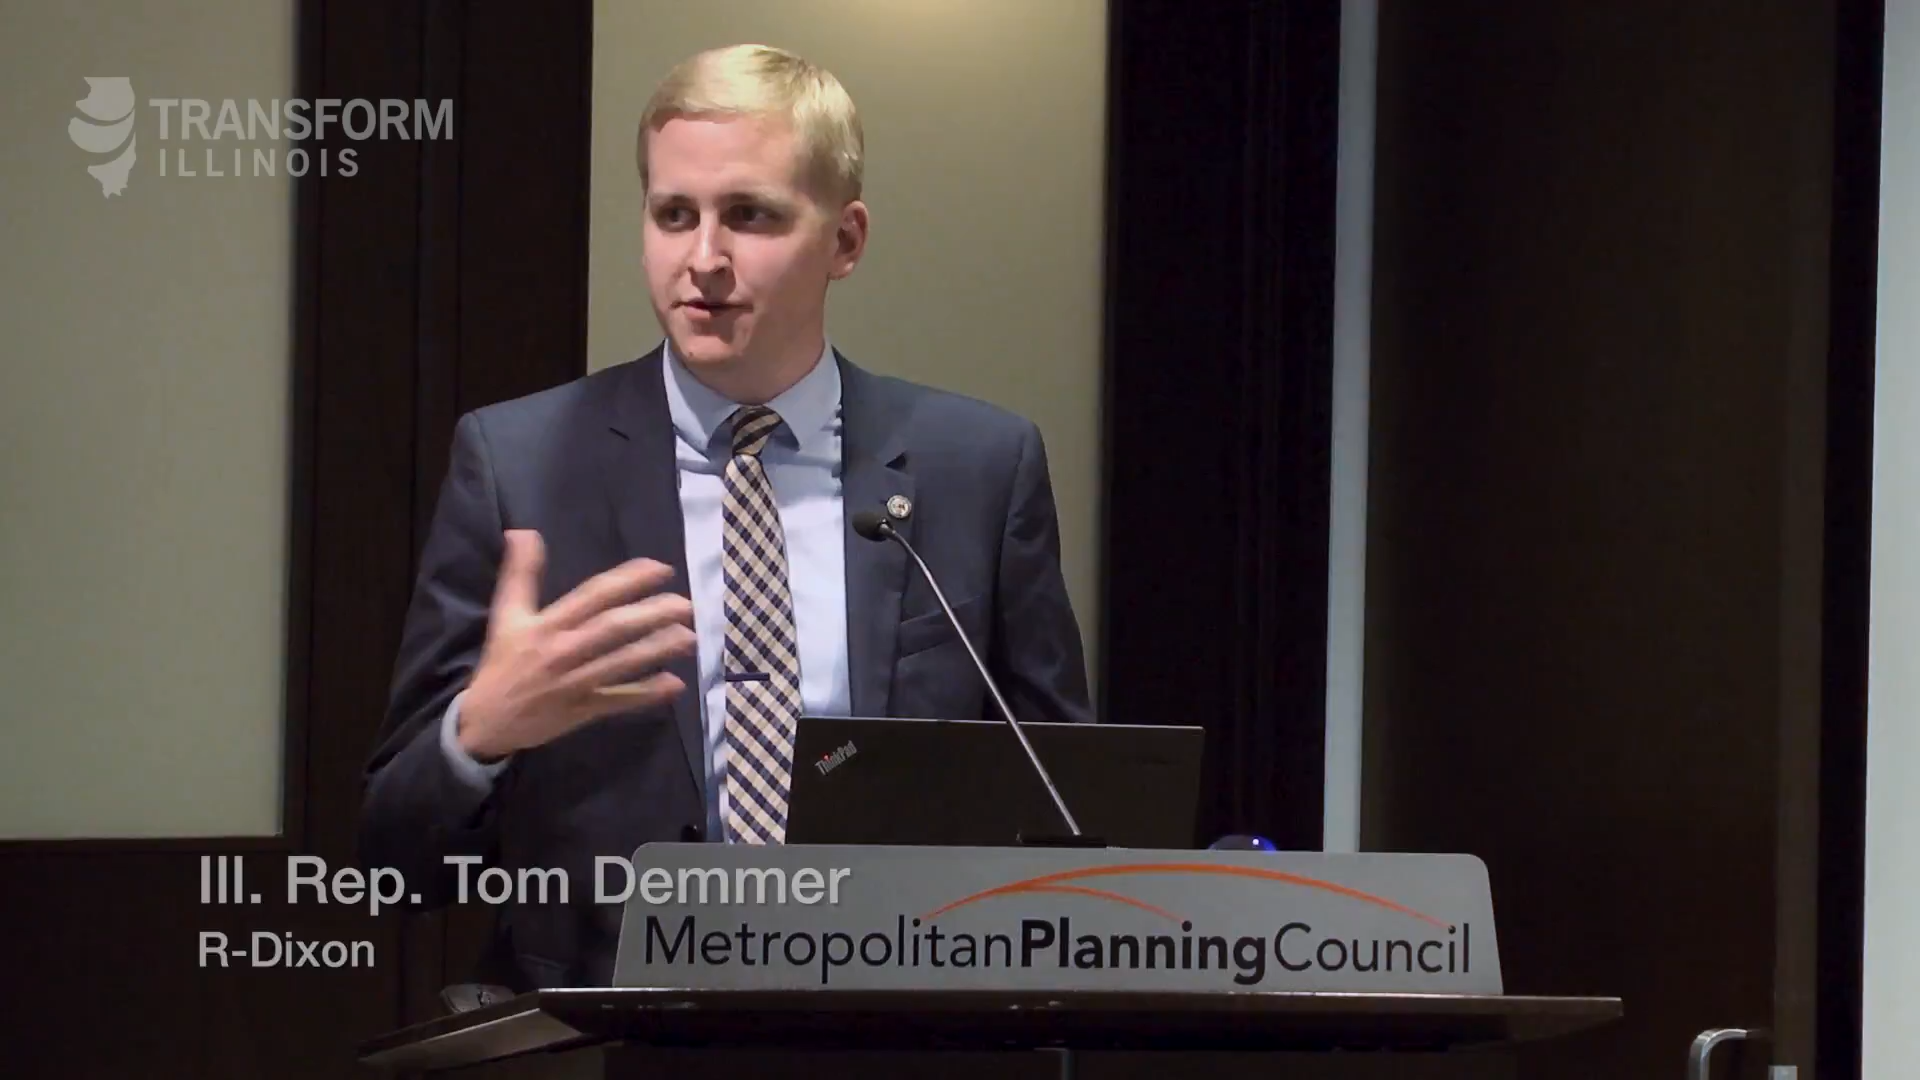 TRANSFORM
ILLINOIS
ThinkPad
Ill. Rep. Tom Demmer
R-Dixon
MetropolitanPlanningCouncil